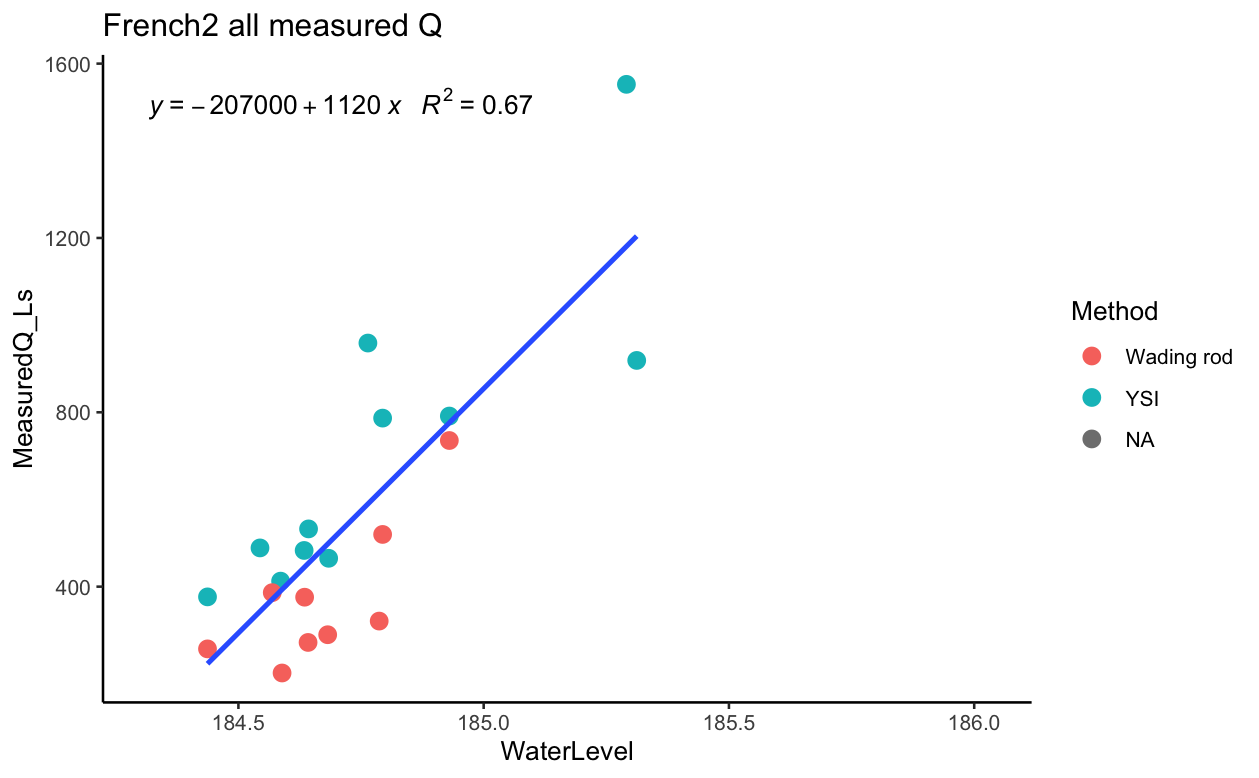 French2 all measured Q
1600
y = − 207000 + 1120 x R² = 0.67
1200
800
400
MeasuredQ_Ls
184.5 185.0 185.5 186.0
WaterLevel
Method
Wading rod
YSI
NA